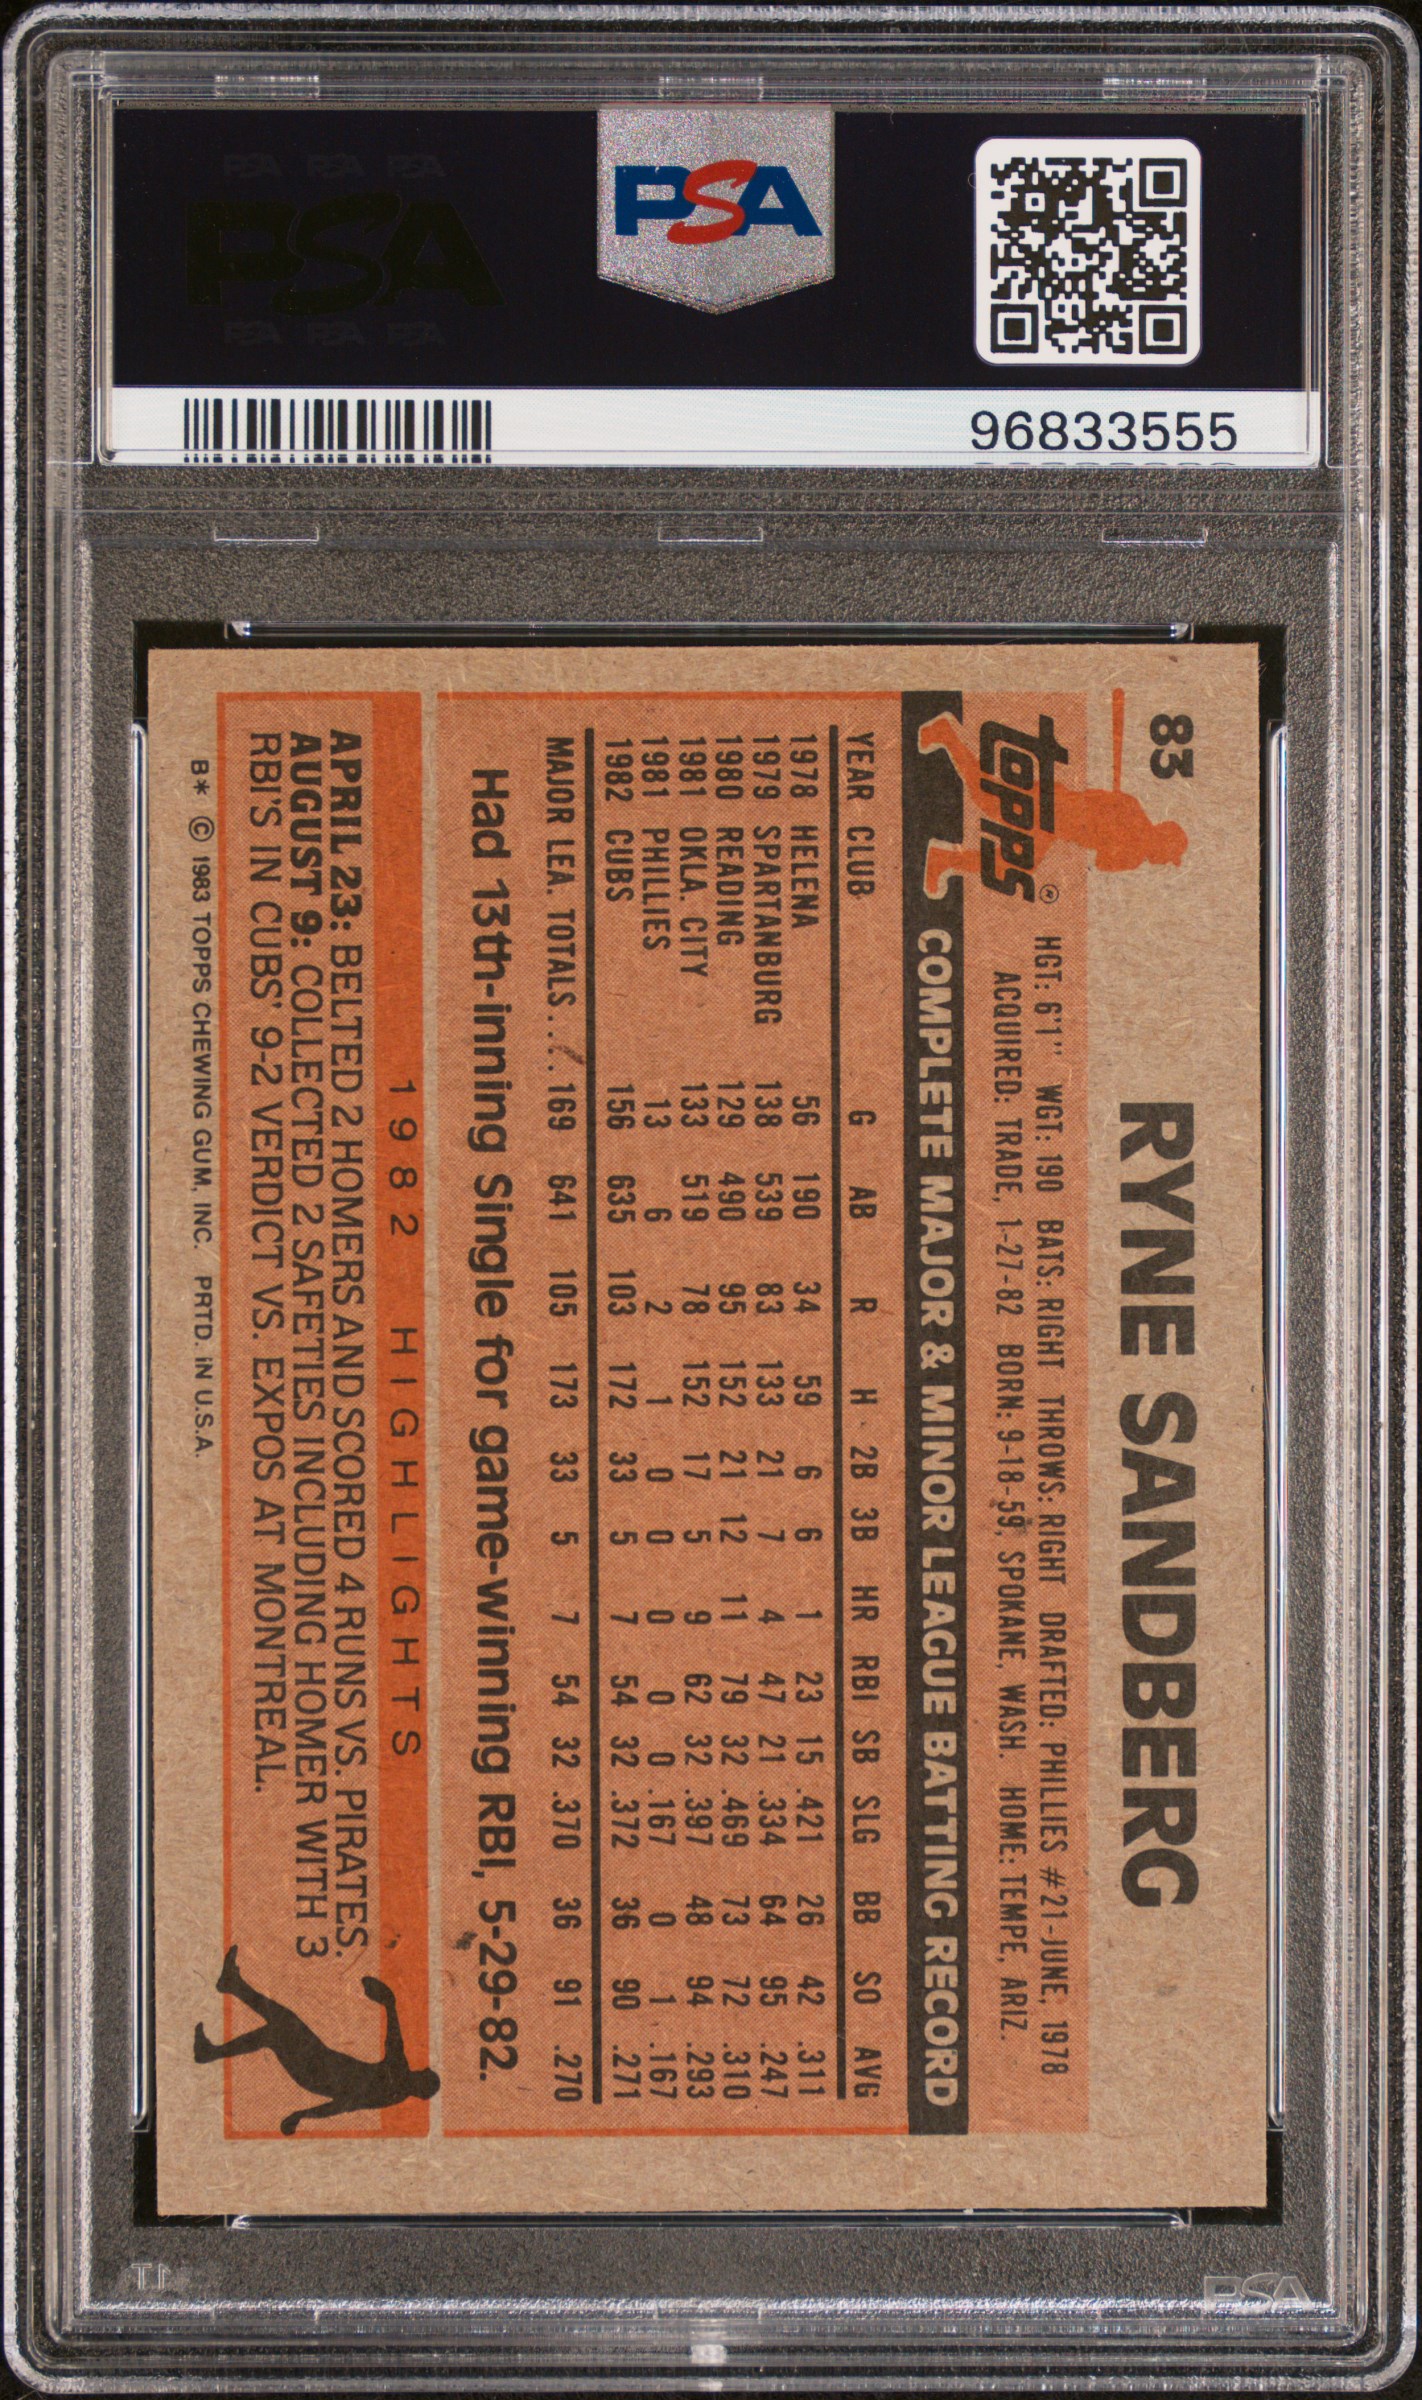 PSA PSA PSA
PSA
PSA PSA PSA
PSA
96833555
83
RYNE SANDBERG
topps®
HGT: 6'1" WGT: 190 BATS: RIGHT THROWS: RIGHT DRAFTED: PHILLIES #21-JUNE, 1978
ACQUIRED: TRADE, 1-27-82 BORN: 9-18-59, SPOKANE, WASH. HOME: TEMPE, ARIZ.
COMPLETE MAJOR & MINOR LEAGUE BATTING RECORD
YEAR CLUB G AB R H 2B 3B HR RBI SB SLG BB SO AVG
1978 HELENA 56 190 34 59 6 6 1 23 15 .421 26 42 .311
1979 SPARTANBURG 138 539 83 133 21 7 4 47 21 .334 64 95 .247
1980 READING 129 490 95 152 21 12 11 79 32 .469 73 72 .310
1981 OKLA. CITY 133 519 78 152 17 5 9 62 32 .397 48 94 .293
1981 PHILLIES 13 6 2 1 0 0 0 0 0 .167 0 1 .167
1982 CUBS 156 635 103 172 33 5 7 54 32 .372 36 90 .271
MAJOR LEA. TOTALS... 169 641 105 173 33 5 7 54 32 .370 36 91 .270
Had 13th-inning Single for game-winning RBI, 5-29-82.
1982 HIGHLIGHTS
APRIL 23: BELTED 2 HOMERS AND SCORED 4 RUNS VS. PIRATES.
AUGUST 9: COLLECTED 2 SAFETIES INCLUDING HOMER WITH 3
RBI'S IN CUBS' 9-2 VERDICT VS. EXPOS AT MONTREAL.
B* © 1983 TOPPS CHEWING GUM, INC. PRTD. IN U.S.A.
PSA